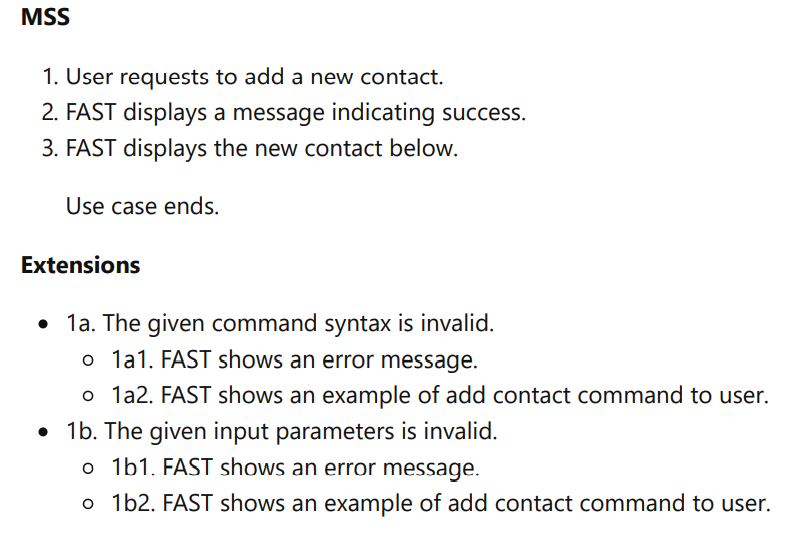 MSS
1. User requests to add a new contact.
2. FAST displays a message indicating success.
3. FAST displays the new contact below.
Use case ends.
Extensions
• 1a. The given command syntax is invalid.
○ 1a1. FAST shows an error message.
○ 1a2. FAST shows an example of add contact command to user.
• 1b. The given input parameters is invalid.
○ 1b1. FAST shows an error message.
○ 1b2. FAST shows an example of add contact command to user.